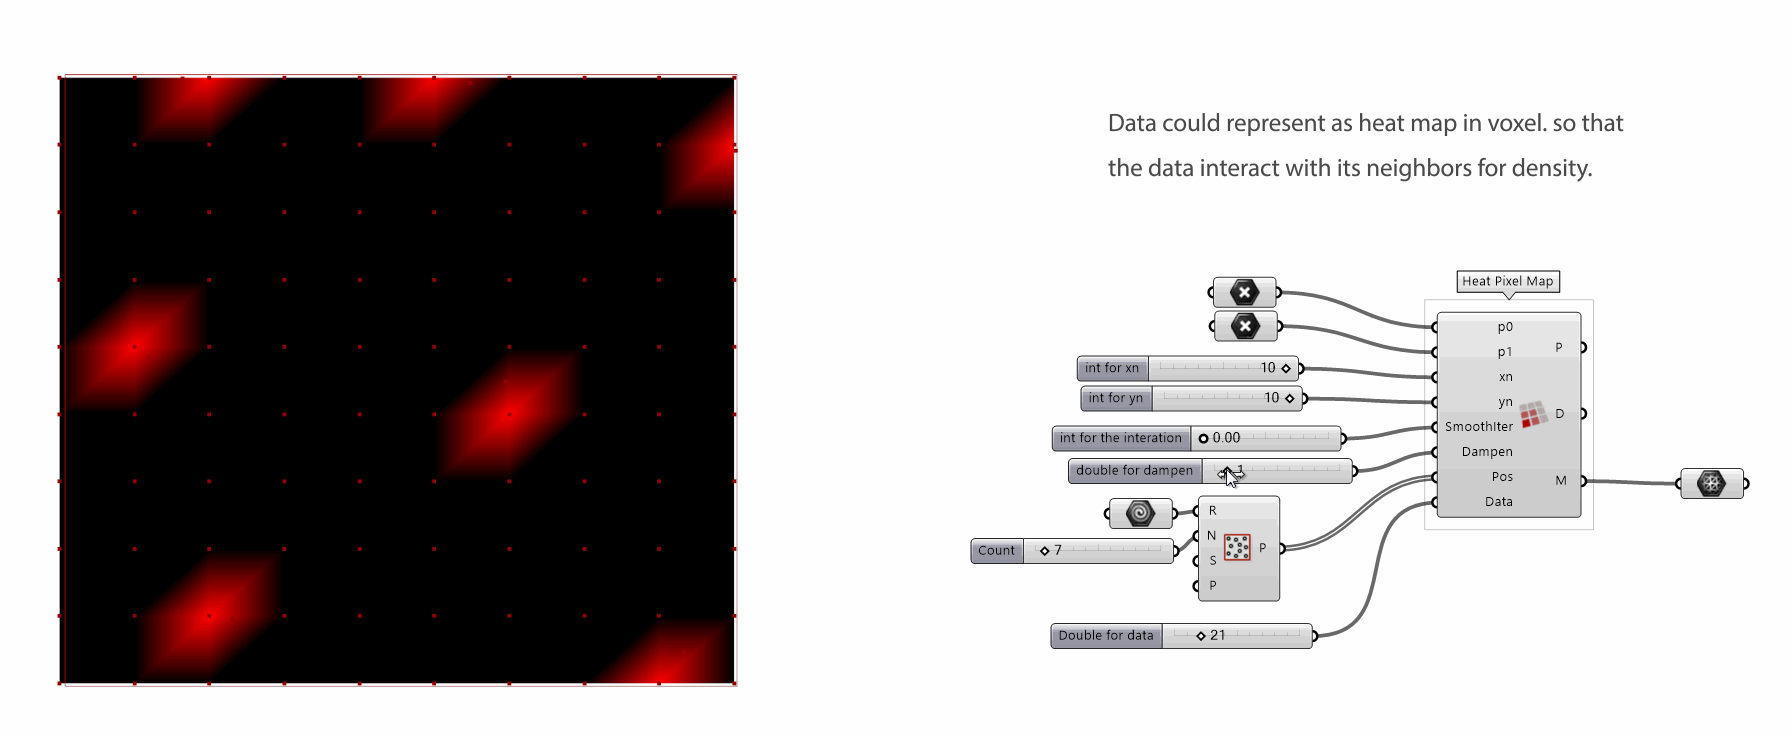 Data could represent as heat map in voxel. so that
the data interact with its neighbors for density.
Heat Pixel Map
p0
p1
xn
yn
SmoothIter
Dampen
Pos
Data
P
D
M
int for xn 10
int for yn 10
int for the interation 0.00
double for dampen 1
R
N
S
P
P
Count 7
Double for data 21